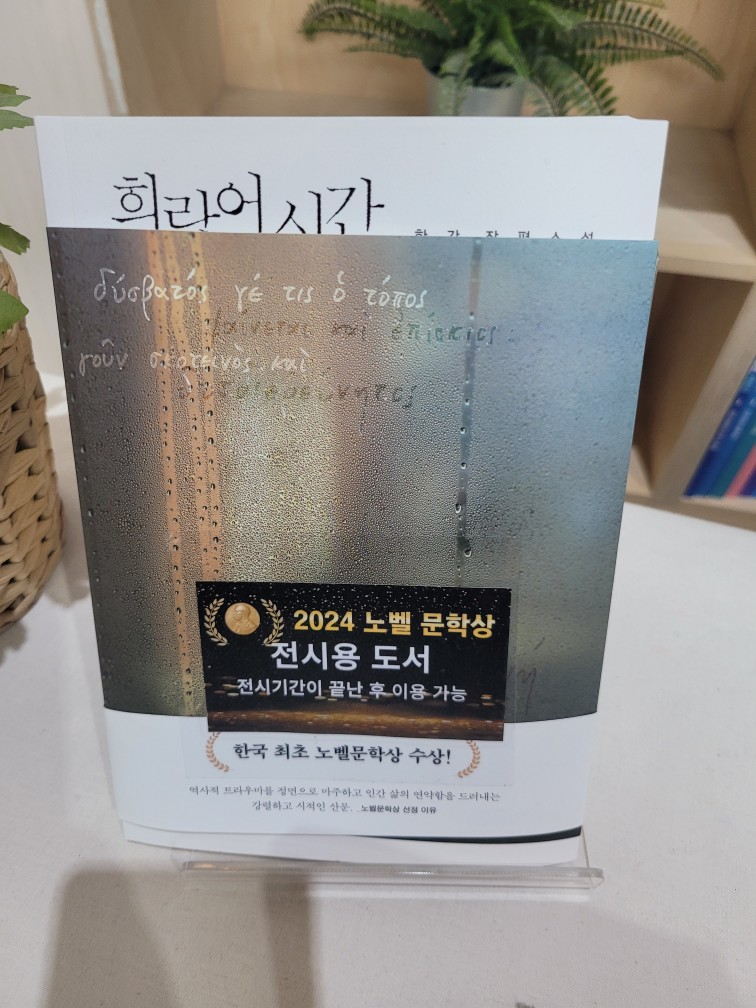 희랍어 시간
한 강 장 편 소 설
δύσβατός γέ τις ὁ τόπος
φαίνεται καὶ ἐπίσκιος
γοῦν σκοτεινὸς καὶ
2024 노벨 문학상
전시용 도서
전시기간이 끝난 후 이용 가능
한국 최초 노벨문학상 수상!
역사적 트라우마를 정면으로 마주하고 인간 삶의 연약함을 드러내는
강렬하고 시적인 산문. _노벨문학상 선정 이유